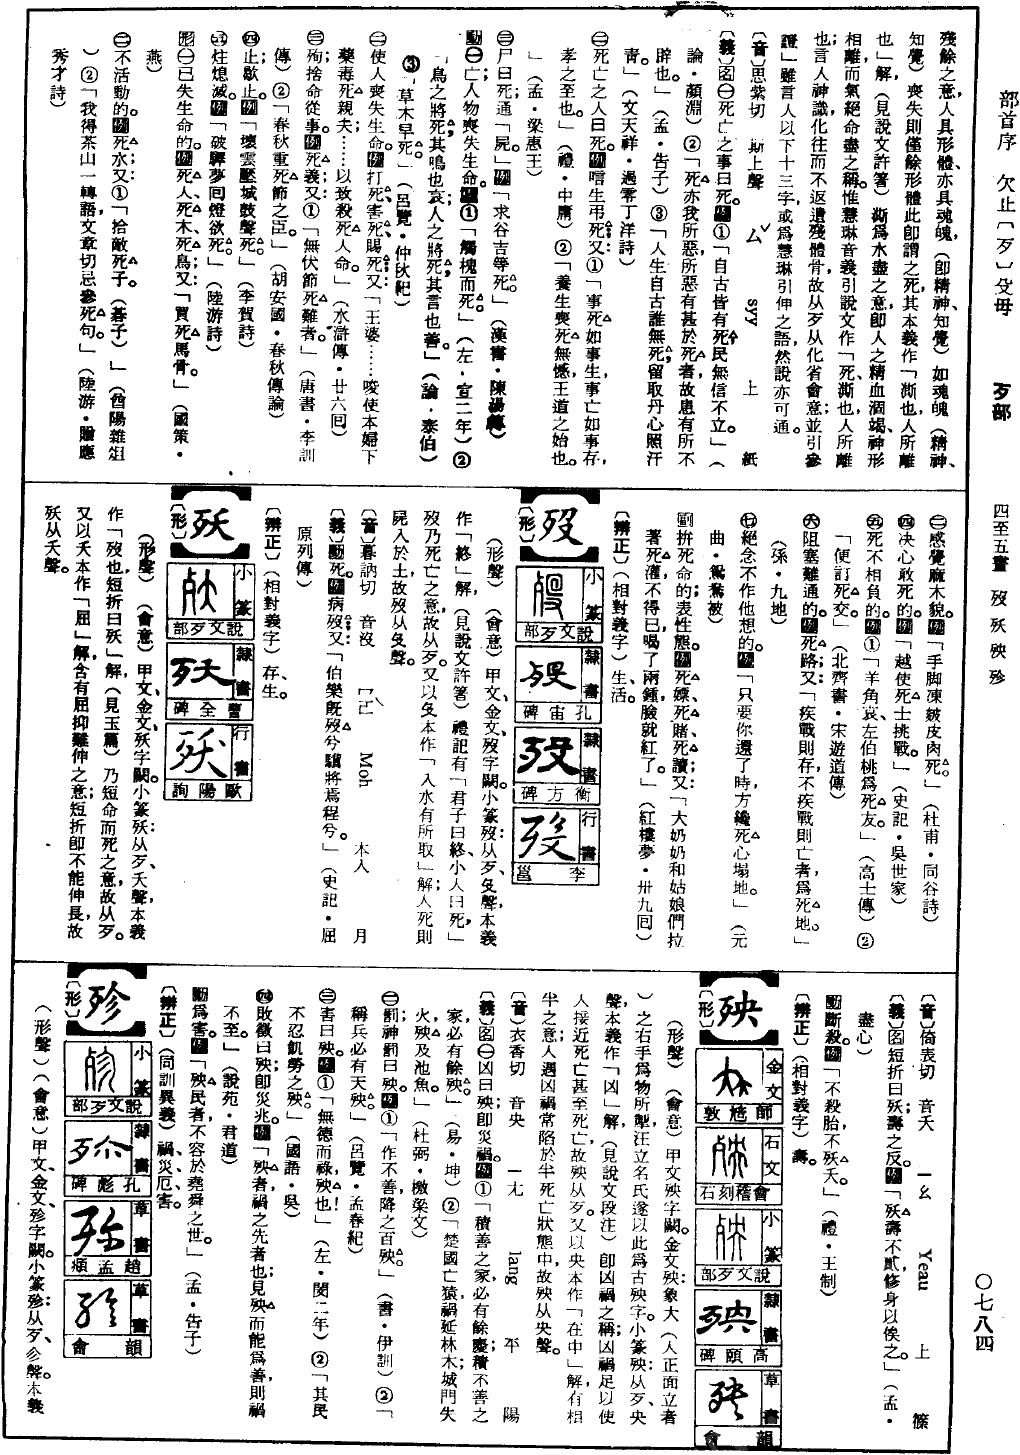 部首序 欠止「歹」殳毋 歹部 四至五畫 歿殀殃殄 〇七八四
殘餘之意,人具形體,亦具魂魄,(卽精神、知覺)如魂魄(精神、
知覺)喪失則僅餘形體,此卽謂之死,其本義作「澌也,人所離
也」解,(見說文許箸)澌爲水盡之意,卽人之精血涸竭、神形
相離而氣絕命盡之稱。惟慧琳音義引說文作「死、澌也,人所離
也;言人神識化往而不返,遺殘體骨,故从歹从化省會意;並引參
證」雖言人以下十三字或爲慧琳引伸之語,然說亦可通。
〔音〕思紫切 斯上聲 ㄙˇ syy 上 紙
〔義〕名㊀死亡之事曰死。例①「自古皆有死,民無信不立。」(
論・顏淵)②「死亦我所惡,所惡有甚於死者,故患有所不
辟也。」(孟・告子)③「人生自古誰無死;留取丹心照汗
青。」(文天祥・過零丁洋詩)
㊁死亡之人曰死。例噾生弔死;又:①「事死如事生,事亡如事存,
孝之至也。」(禮・中庸)②「養生喪死無憾,王道之始也。
」(孟・梁惠王)
㊂尸曰死;通「屍。」例「求谷吉等死。」(漢書・陳湯傳)
動㊀亡;人物喪失生命。例①「觸槐而死。」(左・宣二年)②
「鳥之將死,其鳴也哀;人之將死,其言也善。」(論・泰伯)
③「草木早死。」(呂覽・仲秋紀)
㊁使人喪失生命。例打死、害死、賜死;又:「王婆……唆使本婦下
藥毒死親夫……以致殺死人命。」(水滸傳・廿六囘)
㊂殉;捨命從事。例死義;又:①「無伏節死難者。」(唐書・李訓
傳)②「春秋重死節之臣。」(胡安國・春秋傳論)
㊃止;歇止。例「壞雲壓城鼓聲死。」(李賀詩)
㊄炷熄;滅。例「破驛夢囘燈欲死。」(陸游詩)
形㊀已失生命的。例死人、死木、死鳥;又:「買死馬骨。」(國策・
燕)
㊁不活動的。例死水;又:①「拾敵死子。(碁子)」(酉陽雜俎
)②「我得茶山一轉語,文章切忌參死句。」(陸游・贈應
秀才詩)
㊂感覺麻木貌。例「手脚凍皴皮肉死。」(杜甫・同谷詩)
㊃决心敢死的。例「越使死士挑戰。」(史記・吳世家)
㊄死不相負的。例①「羊角哀、左伯桃爲死友。」(高士傳)②
「便訂死交。」(北齊書・宋遊道傳)
㊅阻塞難通的。例死路;又:「疾戰則存,不疾戰則亡者,爲死地。」
(孫・九地)
㊆絕念不作他想的。例「只要你還了時,方纔死心塌地。」(元
曲・鴛鴦被)
副拚死命的;表性態。例死嫖、死賭、死讀;又:「大奶奶和姑娘們拉
著死灌,不得已喝了兩鍾,臉就紅了。」(紅樓夢・卅九囘)
〔辨正〕(相對義字)生、活。
歿
〔形〕
小篆 說文歹部
隸書 孔宙碑
隸書 衡方碑
行書 李邕
(形聲)(會意)甲文、金文歿字闕。小篆歿:从歹、殳聲,本義
作「終」解,(見說文許箸)禮記有「君子曰終,小人曰死,」
歿乃死亡之意,故从歹。又以殳本作「入水有所取」解,人死則
屍入於土,故歿从殳聲。
〔音〕暮訥切 音沒 ㄇㄛˋ Moh 本入 月
〔義〕動死。例病歿;又:「伯樂旣歿兮,驥將焉程兮。」(史記・屈
原列傳)
〔辨正〕(相對義字)存、生。
殀
〔形〕
小篆 說文歹部
隸書 曹全碑
行書 歐陽詢
(形聲)(會意)甲文、金文、殀字闕。小篆殀:从歹、夭聲,本義
作「歿也,短折曰殀」解,(見玉篇)乃短命而死之意,故从歹。
又以夭本作「屈」解,含有屈抑難伸之意;短折卽不能伸長,故
殀从夭聲。
〔音〕倚表切 音夭 ㄧㄠ Yeau 上 篠
〔義〕名短折曰殀;壽之反。例「殀壽不貳,修身以俟之。」(孟・
盡心)
動斷殺。例「不殺胎,不殀夭。」(禮・王制)
〔辨正〕(相對義字)壽。
殃
〔形〕
金文 師𩛥敦
石文 會稽刻石
小篆 說文歹部
隸書 高頤碑
草書 韻會
(形聲)(會意)甲文殃字闕。金文殃:象大(人正面立者
)之右手爲物所掣,汪立名氏遂以此爲古殃字。小篆殃:从歹、央
聲,本義作「凶」解,(見說文段注)卽凶禍之稱;凶禍足以使
人接近死亡甚至死亡,故殃从歹。又以央本作「在中」解,有相
半之意;人遇凶禍常陷於半死亡狀態中,故殃从央聲。
〔音〕衣香切 音央 ㄧㄤ Iang 平 陽
〔義〕名㊀凶曰殃;卽災禍。例①「積善之家必有餘慶,積不善之
家必有餘殃。」(易・坤)②「楚國亡猿,禍延林木;城門失
火,殃及池魚。」(杜弼・檄梁文)
㊁罰;神罰曰殃。例①「作不善,降之百殃。」(書・伊訓)②「
稱兵必有天殃。」(呂覽・孟春紀)
㊂害曰殃。例①「無德而祿,殃也!」(左・閔二年)②「其民
不忍飢勞之殃。」(國語・吳)
㊃敗徵曰殃;卽災兆。例「殃者,禍之先者也;見殃而能爲善,則禍
不至。」(說苑・君道)
動爲害。例「殃民者不容於堯舜之世。」(孟・告子)
〔辨正〕(同訓異義)禍、災、厄、害。
殄
〔形〕
小篆 說文歹部
隸書 孔彪碑
草書 趙孟頫
草書 韻會
(形聲)(會意)甲文、金文、殄字闕。小篆殄:从歹、㐱聲。本義